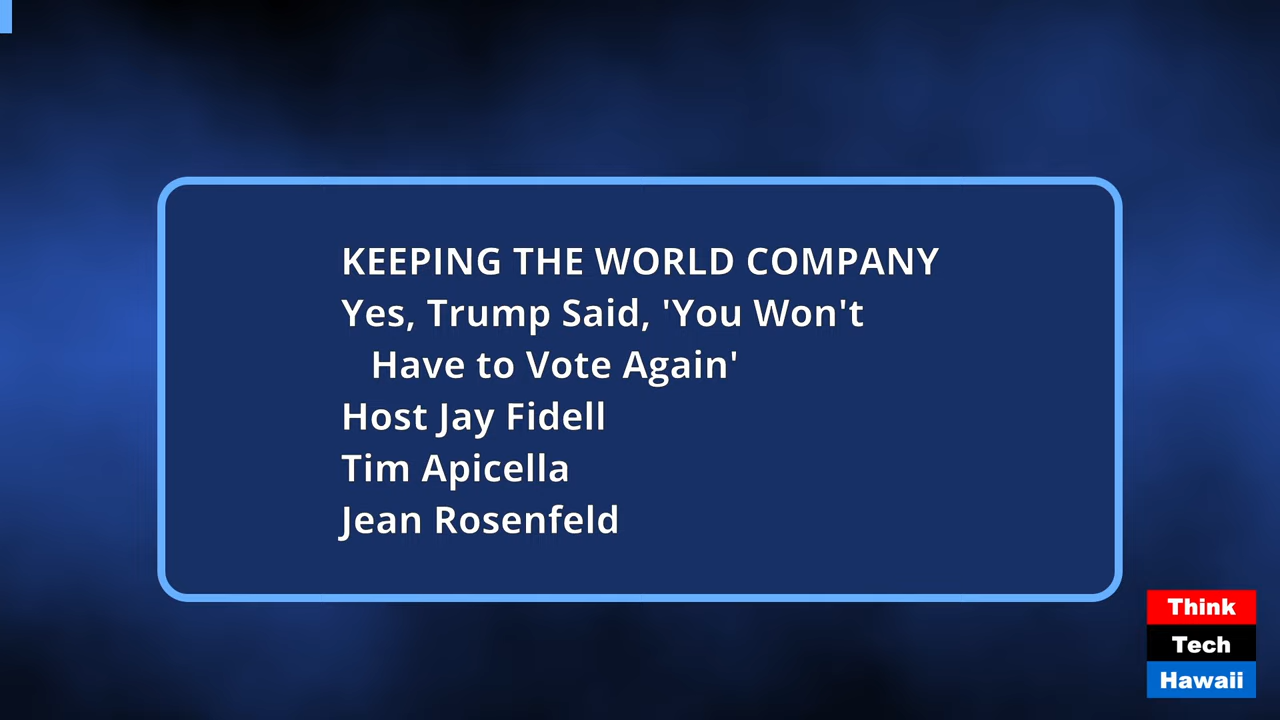 KEEPING THE WORLD COMPANY
Yes, Trump Said, 'You Won't
Have to Vote Again'
Host Jay Fidell
Tim Apicella
Jean Rosenfeld
Think
Tech
Hawaii